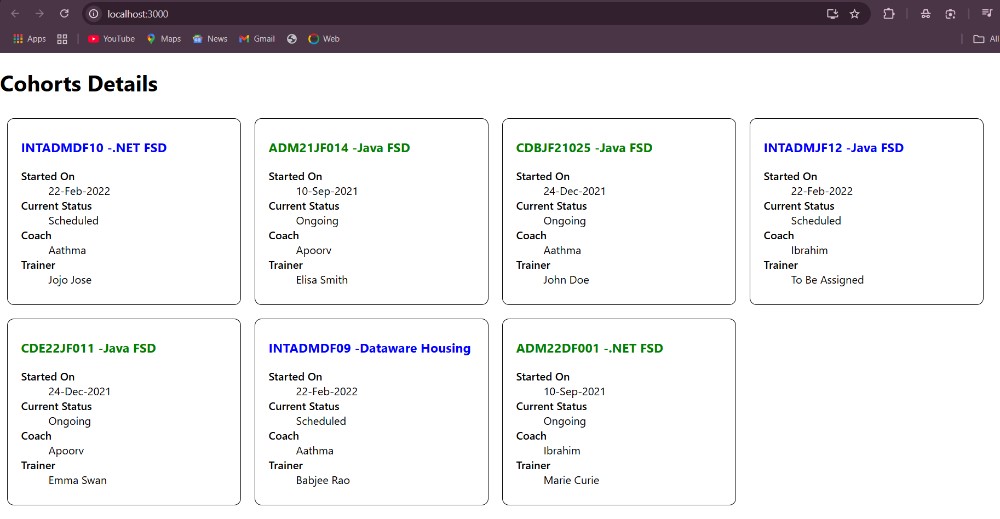 localhost:3000
Apps YouTube Maps News Gmail Web All
Cohorts Details
INTADMDF10 -.NET FSD
Started On
22-Feb-2022
Current Status
Scheduled
Coach
Aathma
Trainer
Jojo Jose
ADM21JF014 -Java FSD
Started On
10-Sep-2021
Current Status
Ongoing
Coach
Apoorv
Trainer
Elisa Smith
CDBJF21025 -Java FSD
Started On
24-Dec-2021
Current Status
Ongoing
Coach
Aathma
Trainer
John Doe
INTADMJF12 -Java FSD
Started On
22-Feb-2022
Current Status
Scheduled
Coach
Ibrahim
Trainer
To Be Assigned
CDE22JF011 -Java FSD
Started On
24-Dec-2021
Current Status
Ongoing
Coach
Apoorv
Trainer
Emma Swan
INTADMDF09 -Dataware Housing
Started On
22-Feb-2022
Current Status
Scheduled
Coach
Aathma
Trainer
Babjee Rao
ADM22DF001 -.NET FSD
Started On
10-Sep-2021
Current Status
Ongoing
Coach
Ibrahim
Trainer
Marie Curie